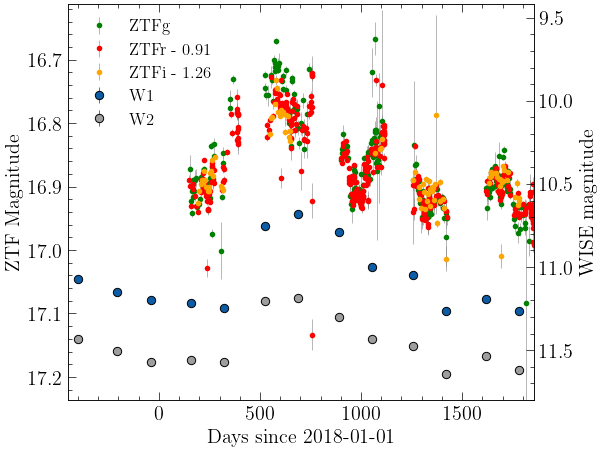 ZTFg
ZTFr - 0.91
ZTFi - 1.26
W1
W2
ZTF Magnitude
16.7
16.8
16.9
17.0
17.1
17.2
WISE magnitude
9.5
10.0
10.5
11.0
11.5
0
500
1000
1500
Days since 2018-01-01